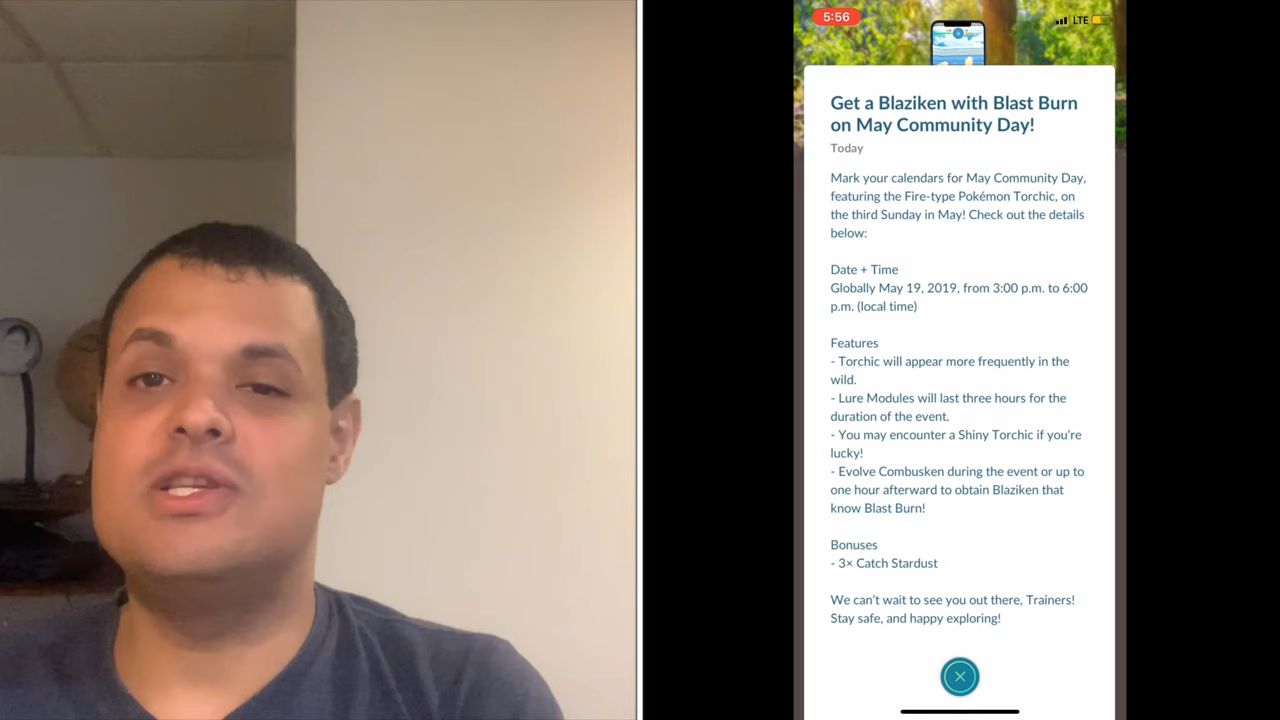 5:56
LTE
Get a Blaziken with Blast Burn
on May Community Day!
Today
Mark your calendars for May Community Day,
featuring the Fire-type Pokémon Torchic, on
the third Sunday in May! Check out the details
below:
Date + Time
Globally May 19, 2019, from 3:00 p.m. to 6:00
p.m. (local time)
Features
- Torchic will appear more frequently in the
wild.
- Lure Modules will last three hours for the
duration of the event.
- You may encounter a Shiny Torchic if you're
lucky!
- Evolve Combusken during the event or up to
one hour afterward to obtain Blaziken that
know Blast Burn!
Bonuses
- 3× Catch Stardust
We can't wait to see you out there, Trainers!
Stay safe, and happy exploring!